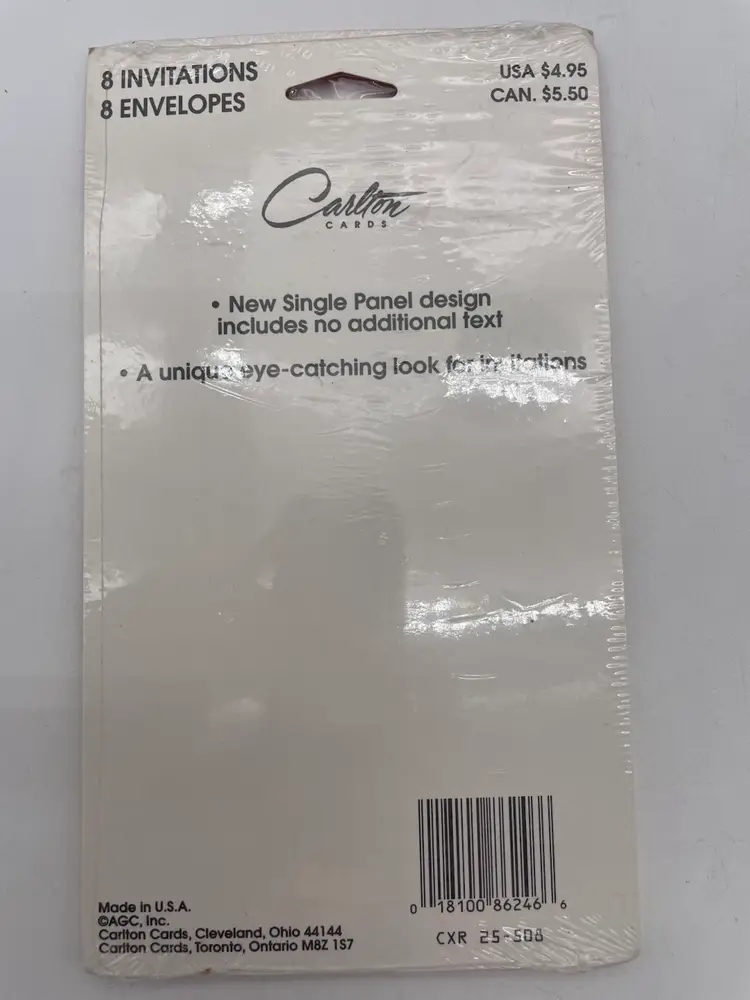 8 INVITATIONS
8 ENVELOPES
USA $4.95
CAN. $5.50
Carlton
CARDS
• New Single Panel design
includes no additional text
• A unique eye-catching look for invitations
0 18100 86246 6
CXR 25-508
Made in U.S.A.
©AGC, Inc.
Carlton Cards, Cleveland, Ohio 44144
Carlton Cards, Toronto, Ontario M8Z 1S7